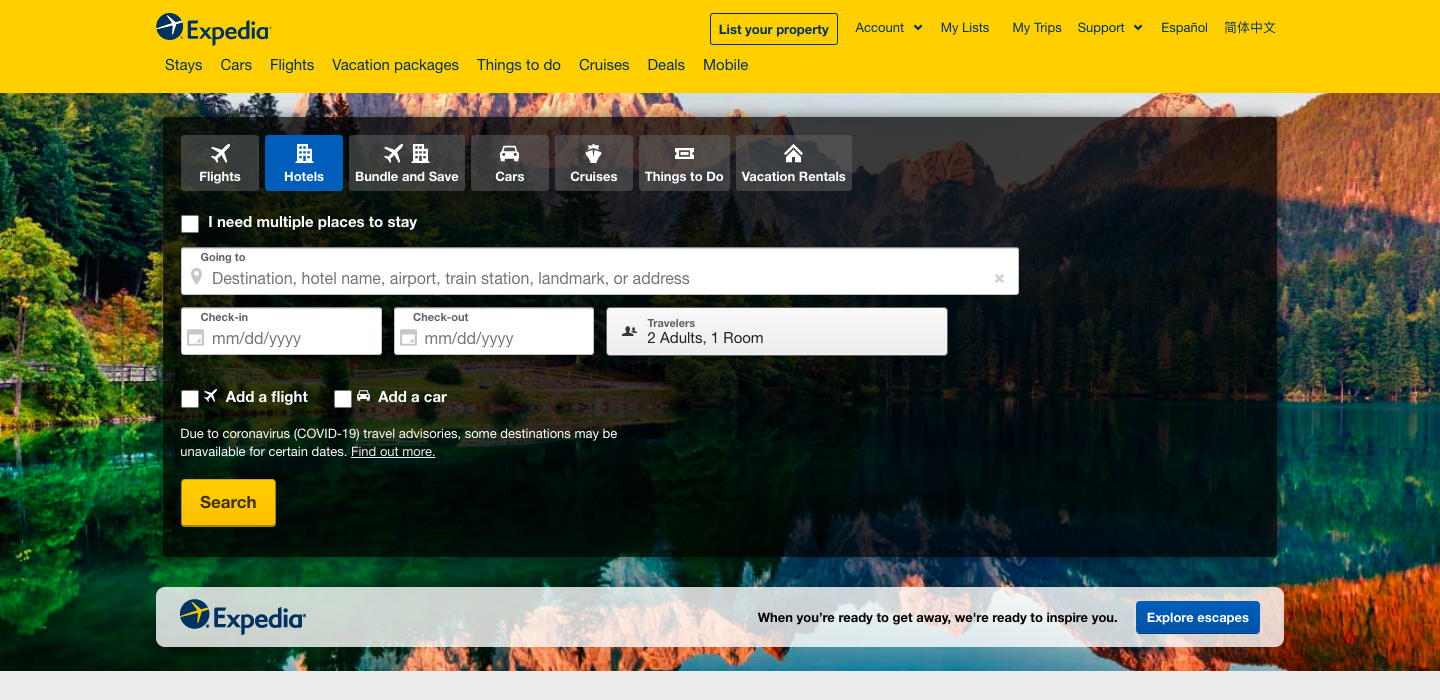 Expedia
List your property
Account
My Lists
My Trips
Support
Español
简体中文
Stays
Cars
Flights
Vacation packages
Things to do
Cruises
Deals
Mobile
Flights
Hotels
Bundle and Save
Cars
Cruises
Things to Do
Vacation Rentals
I need multiple places to stay
Going to
Destination, hotel name, airport, train station, landmark, or address
Check-in
mm/dd/yyyy
Check-out
mm/dd/yyyy
Travelers
2 Adults, 1 Room
Add a flight
Add a car
Due to coronavirus (COVID-19) travel advisories, some destinations may be
unavailable for certain dates. Find out more.
Search
Expedia
When you’re ready to get away, we're ready to inspire you.
Explore escapes